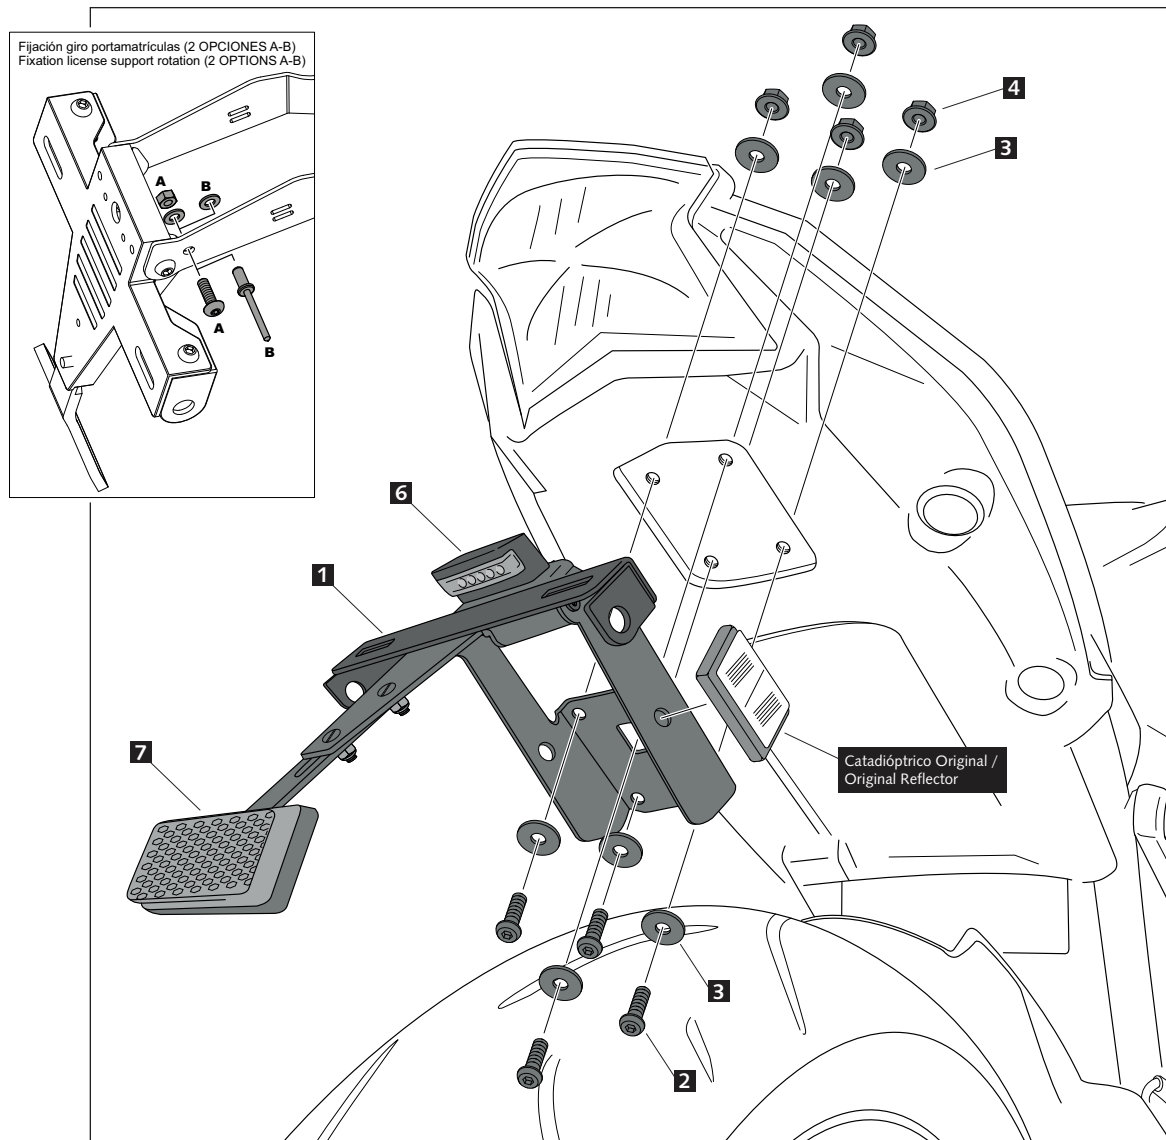 Fijación giro portamatrículas (2 OPCIONES A-B)
Fixation license support rotation (2 OPTIONS A-B)
A
B
A
B
4
3
6
1
7
Catadióptrico Original /
Original Reflector
3
2